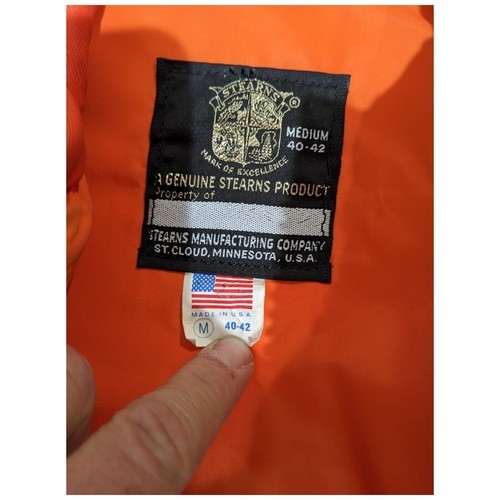 STEARNS
®
MEDIUM
40-42
MARK OF EXCELLENCE
A GENUINE STEARNS PRODUCT
Property of
STEARNS MANUFACTURING COMPANY
ST. CLOUD, MINNESOTA, U.S.A.
MADE IN U.S.A.
M 40-42